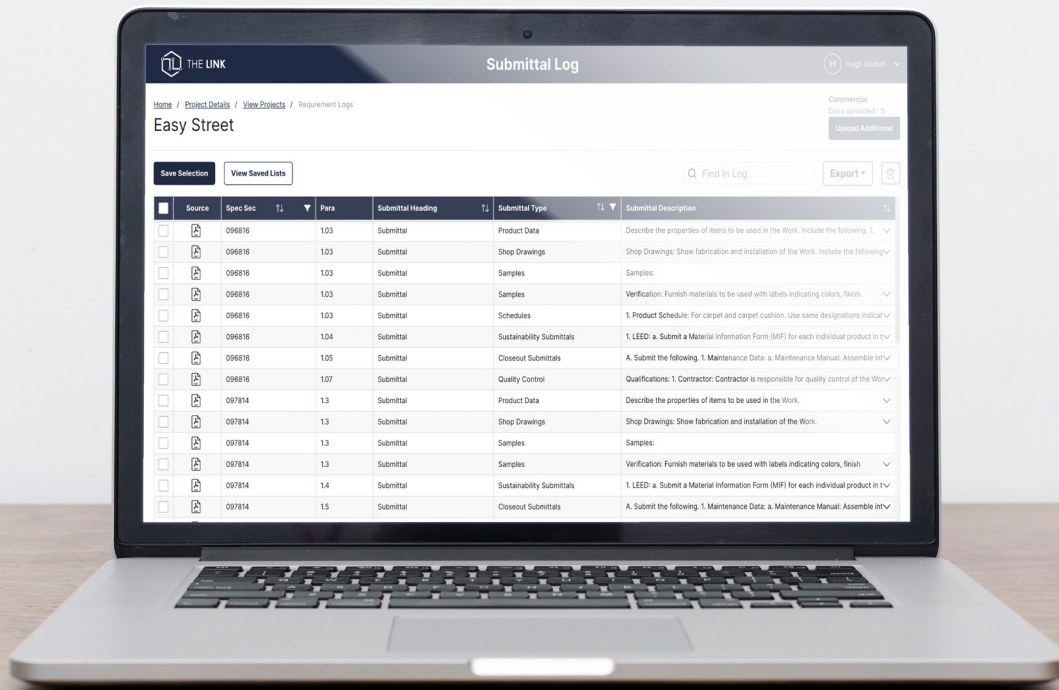 THE LINK
Submittal Log
H Hugh Seaton
Home / Project Details / View Projects / Requrement Logs
Commercial
Docs uploaded : 5
Easy Street
Upload Additional
Save Selection View Saved Lists
Find In Log Export
Source Spec Sec Para Submittal Heading Submittal Type Submittal Description
096816 1.03 Submittal Product Data Describe the properties of items to be used in the Work. Include the following. 1.
096816 1.03 Submittal Shop Drawings Shop Drawings: Show fabrication and installation of the Work. Include the following
096816 1.03 Submittal Samples Samples:
096816 1.03 Submittal Samples Verification: Furnish materials to be used with labels indicating colors, finish
096816 1.03 Submittal Schedules 1. Product Schedule: For carpet and carpet cushion. Use same designations indicat
096816 1.04 Submittal Sustainability Submittals 1. LEED: a. Submit a Material Information Form (MIF) for each individual product in t
096816 1.05 Submittal Closeout Submittals A. Submit the following. 1. Maintenance Data: a. Maintenance Manual: Assemble int
096816 1.07 Submittal Quality Control Qualifications: 1. Contractor: Contractor is responsible for quality control of the Wor
097814 1.3 Submittal Product Data Describe the properties of items to be used in the Work.
097814 1.3 Submittal Shop Drawings Shop Drawings: Show fabrication and installation of the Work.
097814 1.3 Submittal Samples Samples:
097814 1.3 Submittal Samples Verification: Furnish materials to be used with labels indicating colors, finish
097814 1.4 Submittal Sustainability Submittals 1. LEED: a. Submit a Material Information Form (MIF) for each individual product in t
097814 1.5 Submittal Closeout Submittals A. Submit the following. 1. Maintenance Data: a. Maintenance Manual: Assemble int